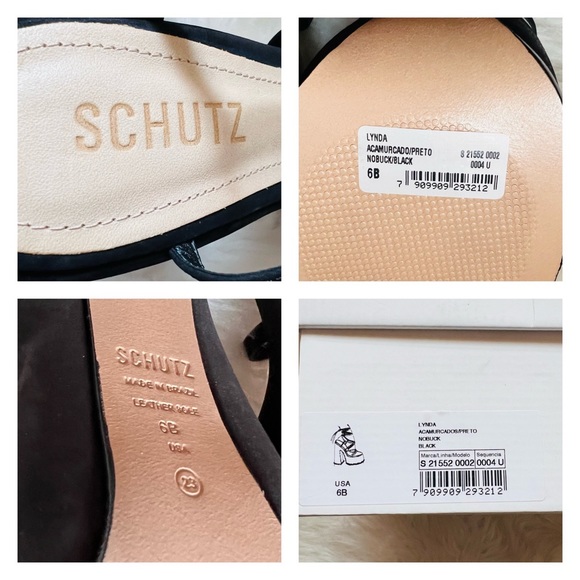 SCHUTZ
LYNDA
ACAMURCADO/PRETO
NOBUCK/BLACK
S 21552 0002
0004 U
6B
7 909909 293212
SCHUTZ
MADE IN BRAZIL
LEATHER SOLE
6B
USA
LYNDA
ACAMURCADOS/PRETO
NOBUCK
BLACK
Marca/Linha/Modelo Sequencia
S 21552 0002 0004 U
USA
6B
7 909909 293212